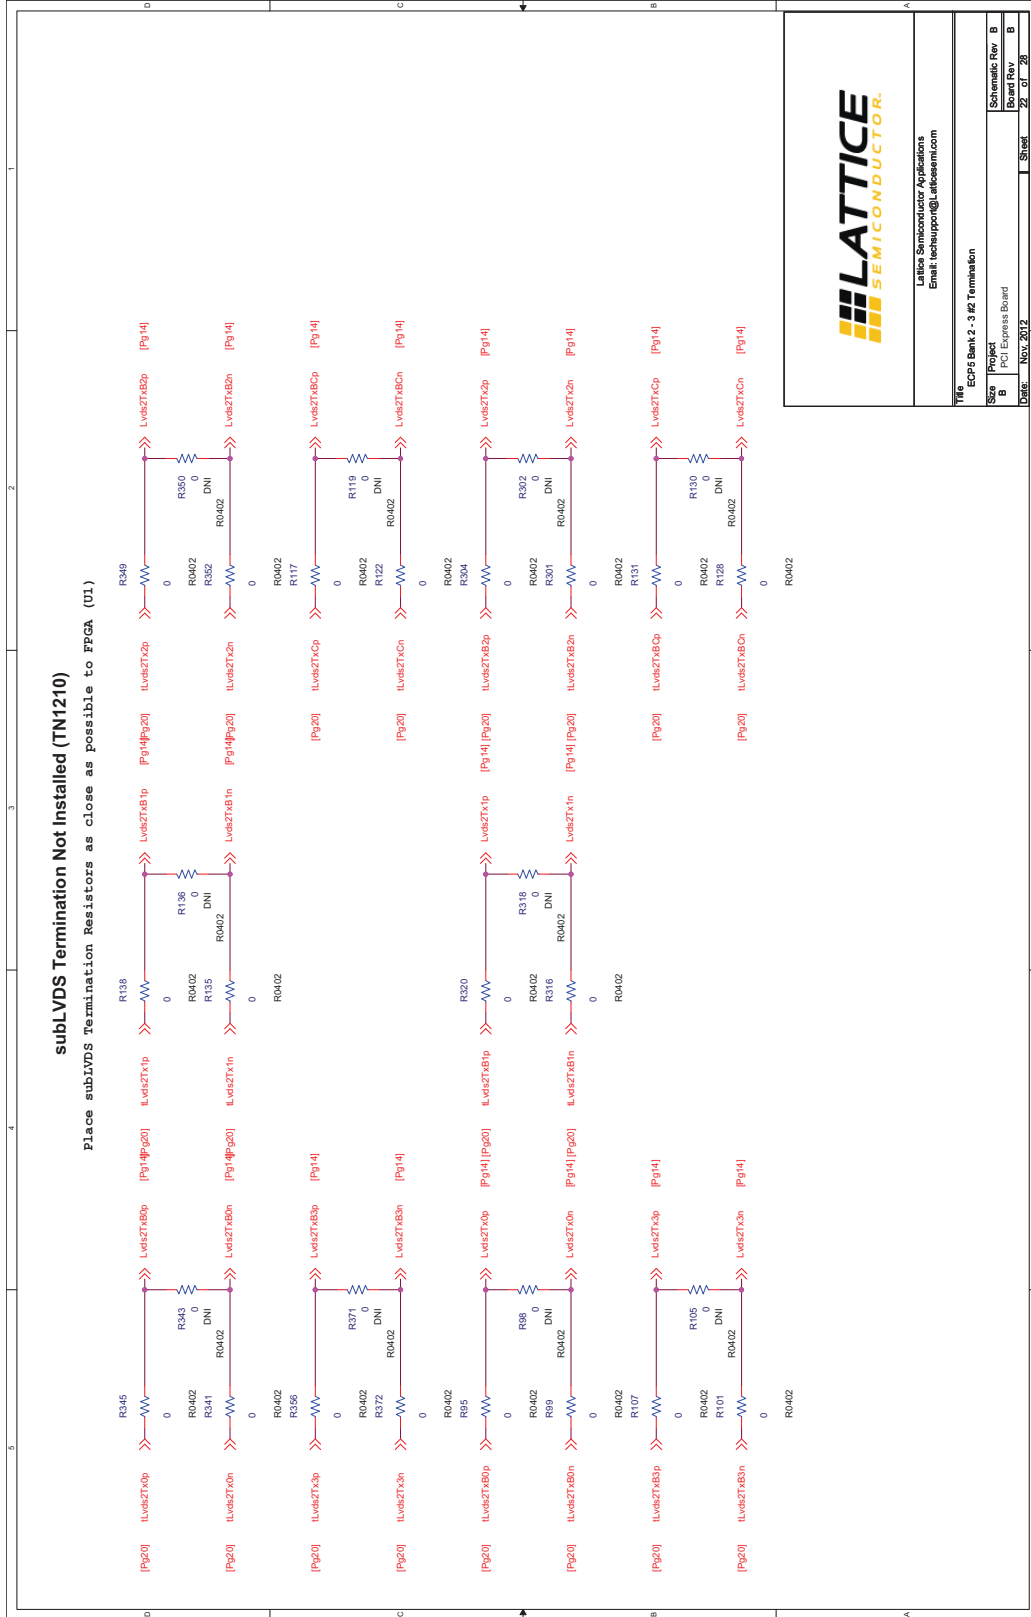 5
4
3
2
1
D
C
B
A
subLVDS Termination Not Installed (TN1210)
Place subLVDS Termination Resistors as close as possible to FPGA (U1)
[Pg20] tLvds2Tx0p R345 0 R0402 Lvds2TxB0p [Pg14]
R343 0 DNI R0402
[Pg20] tLvds2Tx0n R341 0 R0402 Lvds2TxB0n [Pg14]
[Pg20] tLvds2Tx1p R138 0 R0402 Lvds2TxB1p [Pg14]
R136 0 DNI R0402
[Pg20] tLvds2Tx1n R135 0 R0402 Lvds2TxB1n [Pg14]
[Pg20] tLvds2Tx2p R349 0 R0402 Lvds2TxB2p [Pg14]
R350 0 DNI R0402
[Pg20] tLvds2Tx2n R352 0 R0402 Lvds2TxB2n [Pg14]
[Pg20] tLvds2Tx3p R356 0 R0402 Lvds2TxB3p [Pg14]
R371 0 DNI R0402
[Pg20] tLvds2Tx3n R372 0 R0402 Lvds2TxB3n [Pg14]
[Pg20] tLvds2TxCp R117 0 R0402 Lvds2TxBCp [Pg14]
R119 0 DNI R0402
[Pg20] tLvds2TxCn R122 0 R0402 Lvds2TxBCn [Pg14]
[Pg20] tLvds2TxB0p R95 0 R0402 Lvds2Tx0p [Pg14]
R98 0 DNI R0402
[Pg20] tLvds2TxB0n R99 0 R0402 Lvds2Tx0n [Pg14]
[Pg20] tLvds2TxB1p R320 0 R0402 Lvds2Tx1p [Pg14]
R318 0 DNI R0402
[Pg20] tLvds2TxB1n R316 0 R0402 Lvds2Tx1n [Pg14]
[Pg20] tLvds2TxB2p R304 0 R0402 Lvds2Tx2p [Pg14]
R302 0 DNI R0402
[Pg20] tLvds2TxB2n R301 0 R0402 Lvds2Tx2n [Pg14]
[Pg20] tLvds2TxB3p R107 0 R0402 Lvds2Tx3p [Pg14]
R105 0 DNI R0402
[Pg20] tLvds2TxB3n R101 0 R0402 Lvds2Tx3n [Pg14]
[Pg20] tLvds2TxBCp R131 0 R0402 Lvds2TxCp [Pg14]
R130 0 DNI R0402
[Pg20] tLvds2TxBCn R128 0 R0402 Lvds2TxCn [Pg14]
LATTICE
SEMICONDUCTOR.
Lattice Semiconductor Applications
Email: techsupport@Latticesemi.com
Title
ECP5 Bank 2 - 3 #2 Termination
Size B
Project
PCI Express Board
Schematic Rev B
Board Rev B
Date: Nov, 2012
Sheet 22 of 28
D
C
B
A